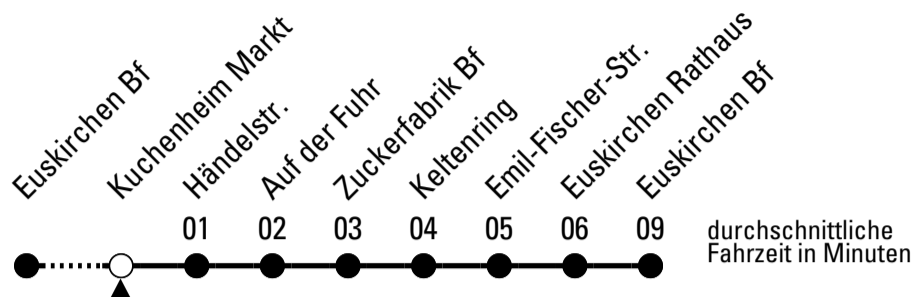 Euskirchen Bf
Kuchenheim Markt
Händelstr.
Auf der Fuhr
Zuckerfabrik Bf
Keltenring
Emil-Fischer-Str.
Euskirchen Rathaus
Euskirchen Bf
01 02 03 04 05 06 09
durchschnittliche
Fahrzeit in Minuten